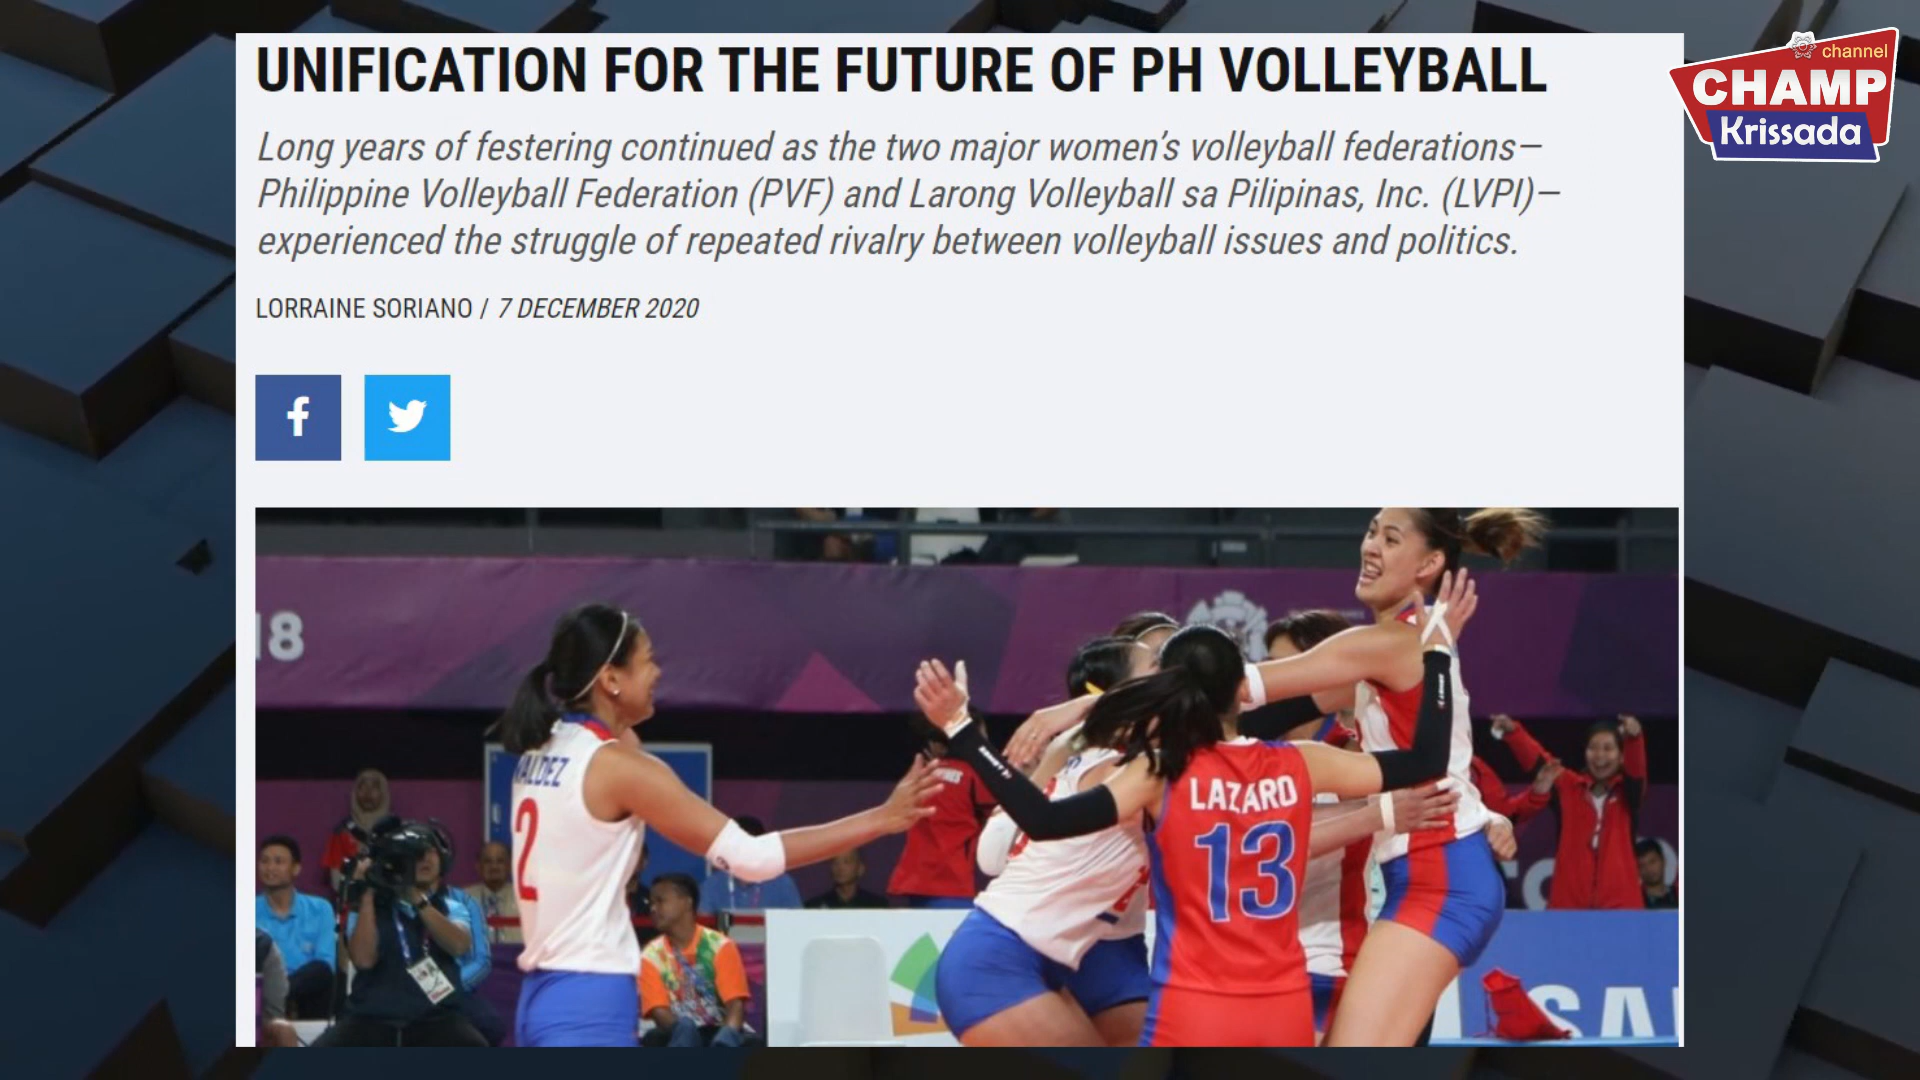 UNIFICATION FOR THE FUTURE OF PH VOLLEYBALL
channel
CHAMP
Krissada
Long years of festering continued as the two major women’s volleyball federations—
Philippine Volleyball Federation (PVF) and Larong Volleyball sa Pilipinas, Inc. (LVPI)—
experienced the struggle of repeated rivalry between volleyball issues and politics.
LORRAINE SORIANO / 7 DECEMBER 2020
f
18
VALDEZ
2
LAZARO
13
SA